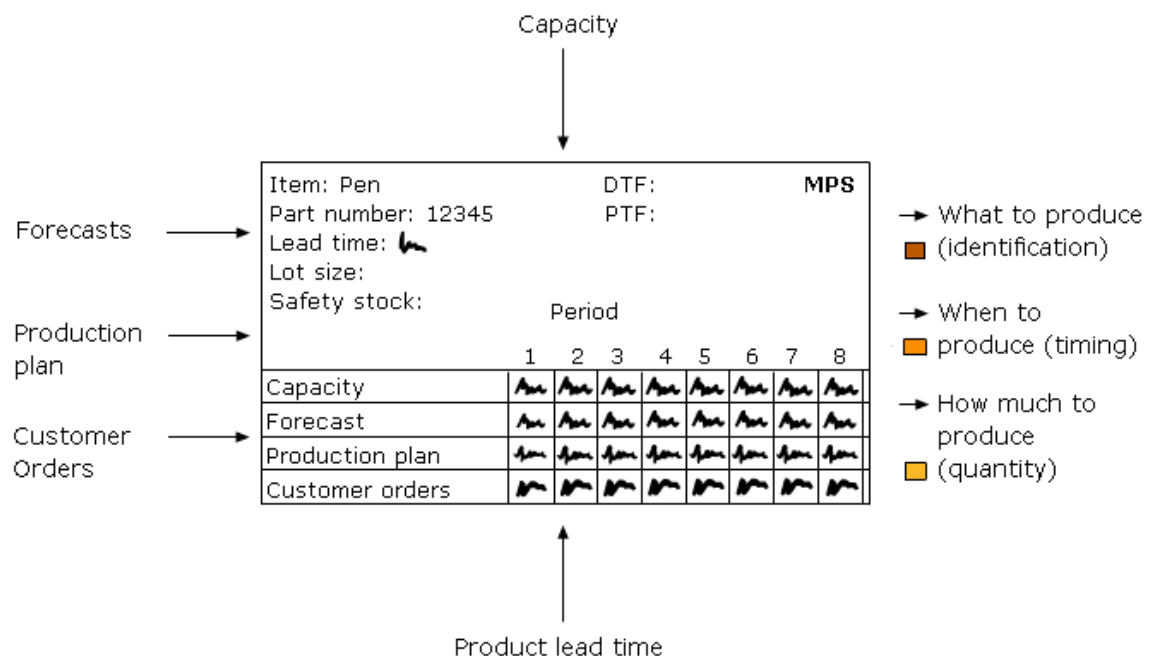 Capacity
Item: Pen
DTF:
MPS
Part number: 12345
PTF:
Lead time:
Lot size:
Safety stock:
Period
1 2 3 4 5 6 7 8
Capacity
Forecast
Production plan
Customer orders
Forecasts
Production
plan
Customer
Orders
What to produce
(identification)
When to
produce (timing)
How much to
produce
(quantity)
Product lead time